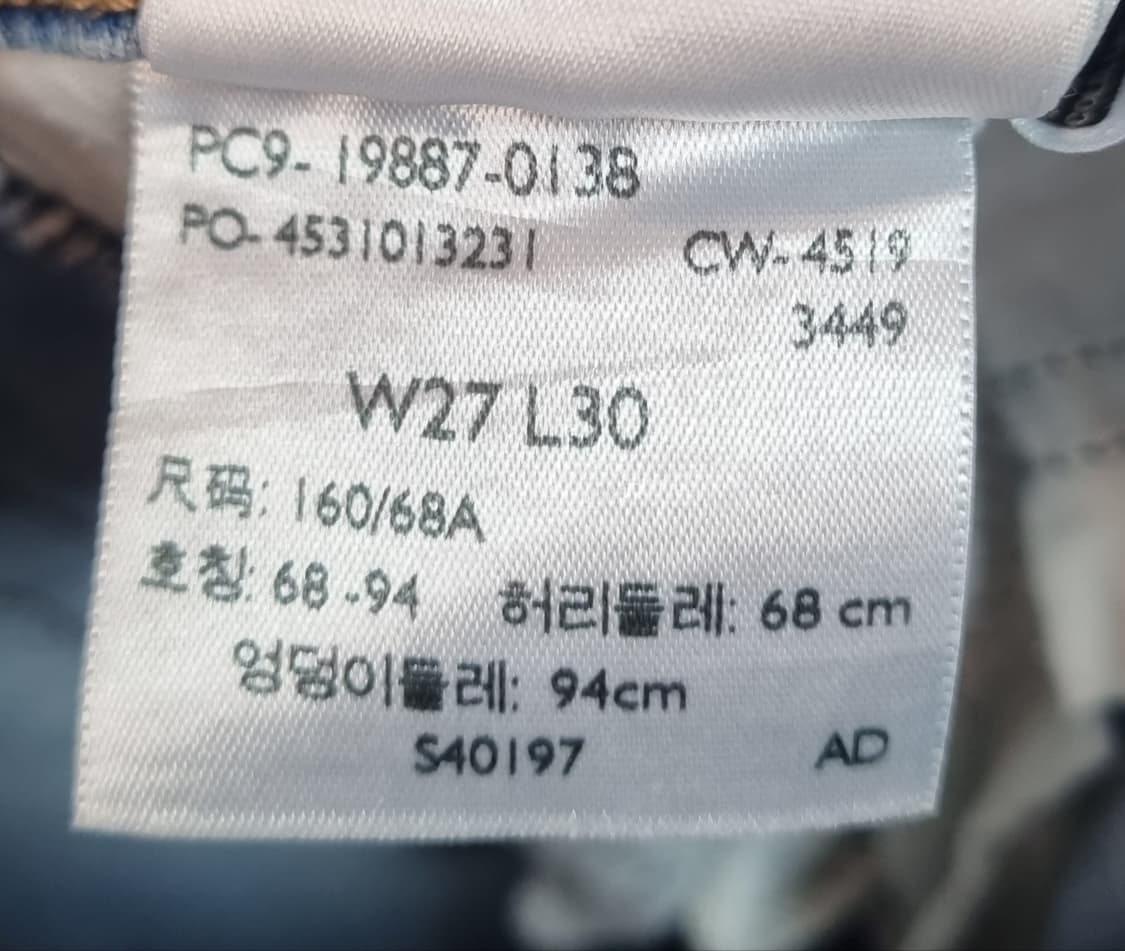 PC9-19887-0138
PO-4531013231 CW-4519
3449
W27 L30
尺码: 160/68A
호칭: 68-94 허리둘레: 68 cm
엉덩이둘레: 94cm
S40197 AD